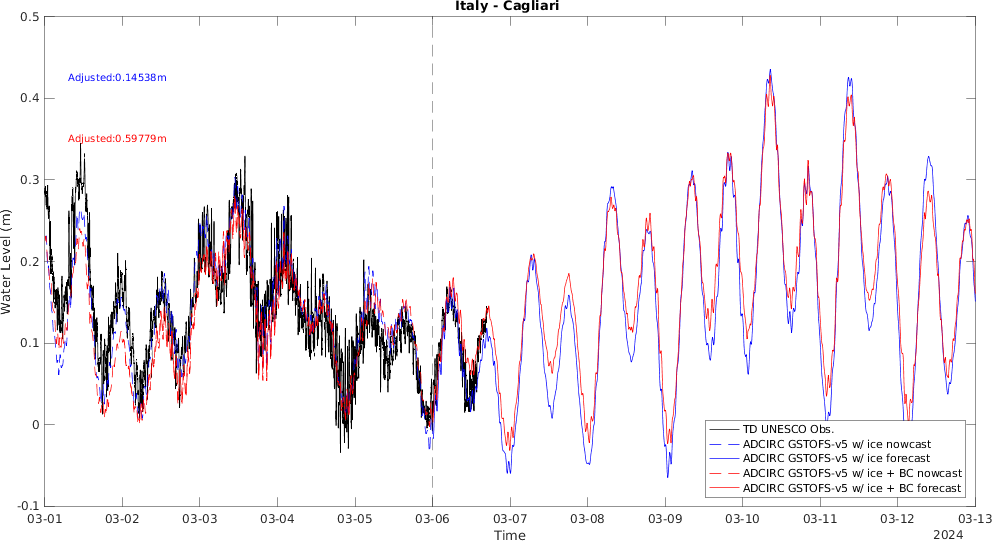 Italy - Cagliari
0.5
0.4
0.3
0.2
0.1
0
-0.1
Water Level (m)
Adjusted:0.14538m
Adjusted:0.59779m
TD UNESCO Obs.
ADCIRC GSTOFS-v5 w/ ice nowcast
ADCIRC GSTOFS-v5 w/ ice forecast
ADCIRC GSTOFS-v5 w/ ice + BC nowcast
ADCIRC GSTOFS-v5 w/ ice + BC forecast
03-01 03-02 03-03 03-04 03-05 03-06 03-07 03-08 03-09 03-10 03-11 03-12 03-13
Time
2024